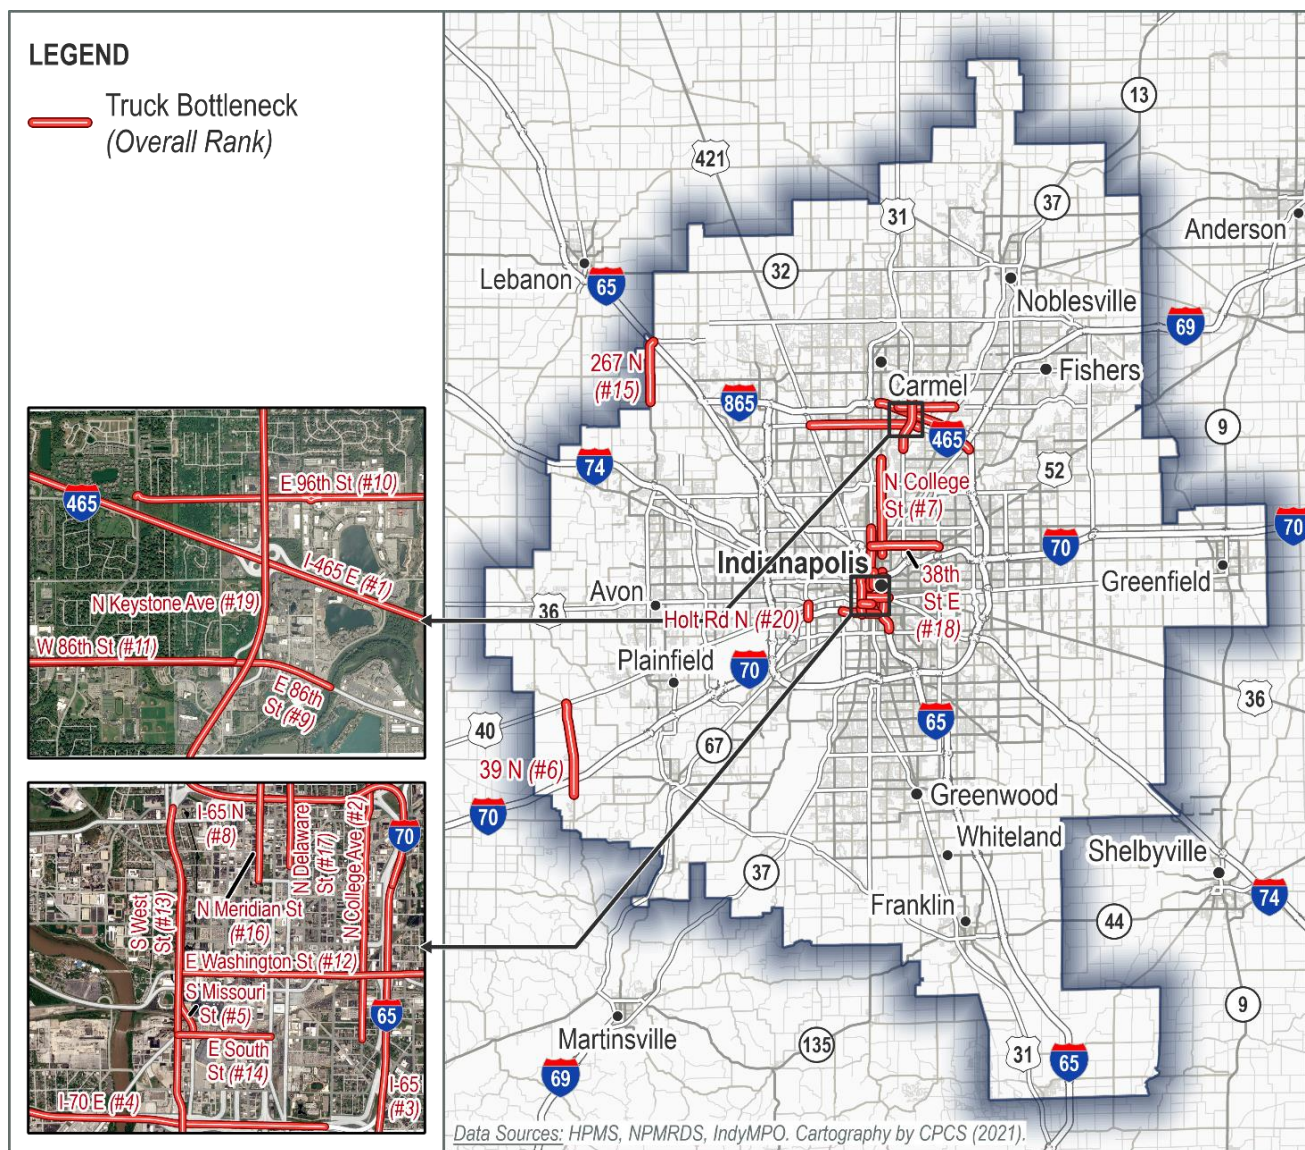 LEGEND
Truck Bottleneck
(Overall Rank)
E 96th St (#10)
465
I-465 E (#1)
N Keystone Ave (#19)
W 86th St (#11)
E 86th
St (#9)
I-65 N
(#8)
N Delaware
St (#17)
N College Ave (#2)
70
S West
St (#13)
N Meridian St
(#16)
E Washington St (#12)
S Missouri
St (#5)
65
E South
St (#14)
I-70 E (#4)
I-65
(#3)
13
421
31
37
Anderson
Lebanon
65
32
Noblesville
69
267 N
(#15)
Fishers
Carmel
865
465
9
74
52
N College
St (#7)
70
70
Indianapolis
38th
St E
(#18)
Greenfield
36
Avon
Holt Rd N (#20)
Plainfield
70
36
40
67
65
39 N (#6)
70
Greenwood
Whiteland
Shelbyville
37
74
Franklin
44
9
Martinsville
135
31
65
69
Data Sources: HPMS, NPMRDS, IndyMPO. Cartography by CPCS (2021).